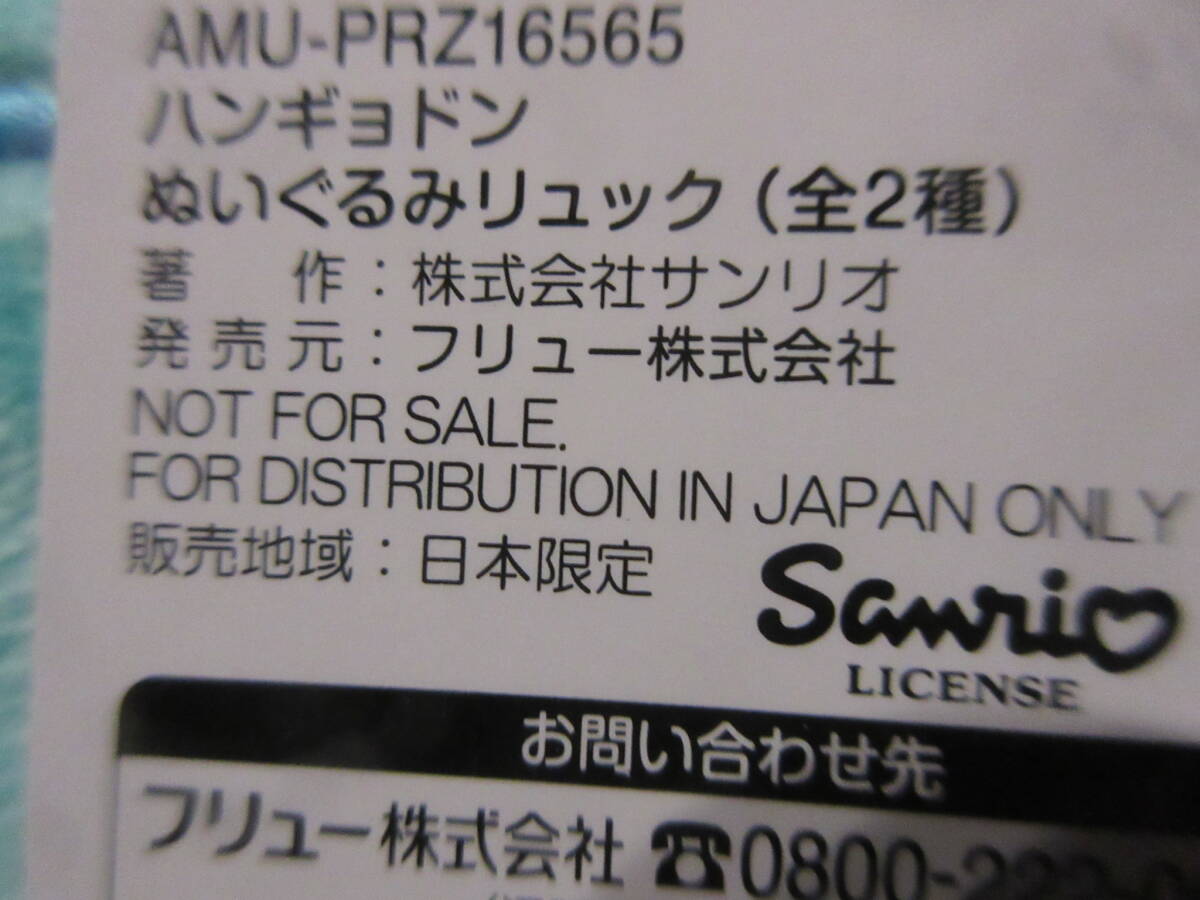 AMU-PRZ16565
ハンギョドン
ぬいぐるみリュック（全2種）
著　作：株式会社サンリオ
発売元：フリュー株式会社
NOT FOR SALE.
FOR DISTRIBUTION IN JAPAN ONLY
販売地域：日本限定
Sanrio
LICENSE
お問い合わせ先
フリュー株式会社 ☎0800-222-